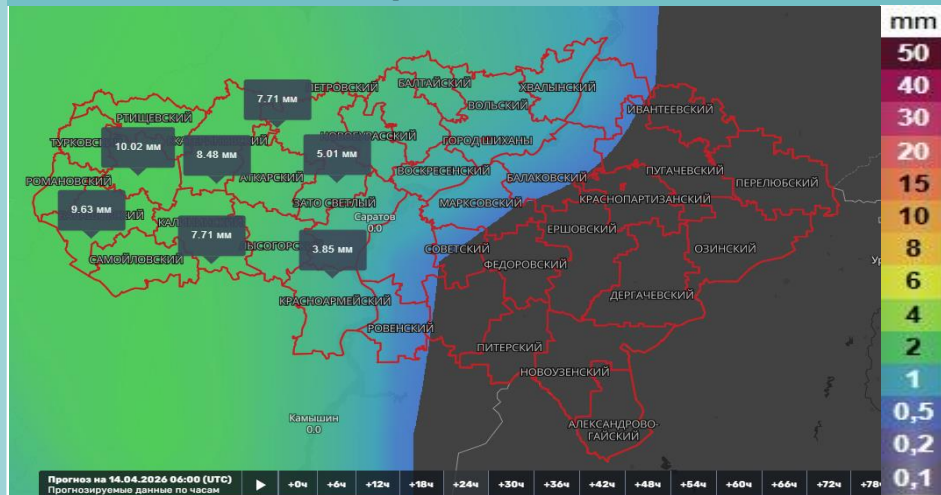 mm
50
40
30
20
15
10
8
6
4
2
1
0,5
0,2
0,1
ПЕТРОВСКИЙ
БАЛТАЙСКИЙ
ХВАЛЫНСКИЙ
7.71 мм
ВОЛЬСКИЙ
ИВАНТЕЕВСКИЙ
РТИЩЕВСКИЙ
ГОРОД ШИХАНЫ
10.02 мм
8.48 мм
5.01 мм
ВОСКРЕСЕНСКИЙ
БАЛАКОВСКИЙ
ПУГАЧЕВСКИЙ
ПЕРЕЛЮБСКИЙ
РОМАНОВСКИЙ
АТКАРСКИЙ
КРАСНОПАРТИЗАНСКИЙ
ЗАТО СВЕТЛЫЙ
МАРКСОВСКИЙ
9.63 мм
Саратов
0.0
ЕРШОВСКИЙ
7.71 мм
3.85 мм
СОВЕТСКИЙ
ОЗИНСКИЙ
САМОЙЛОВСКИЙ
ФЕДОРОВСКИЙ
КРАСНОАРМЕЙСКИЙ
ДЕРГАЧЕВСКИЙ
РОВЕНСКИЙ
ПИТЕРСКИЙ
НОВОУЗЕНСКИЙ
Камышин
0.0
АЛЕКСАНДРОВО-
ГАЙСКИЙ
Прогноз на 14.04.2026 06:00 (UTC)
Прогнозируемые данные по часам
+0ч +6ч +12ч +18ч +24ч +30ч +36ч +42ч +48ч +54ч +60ч +66ч +72ч